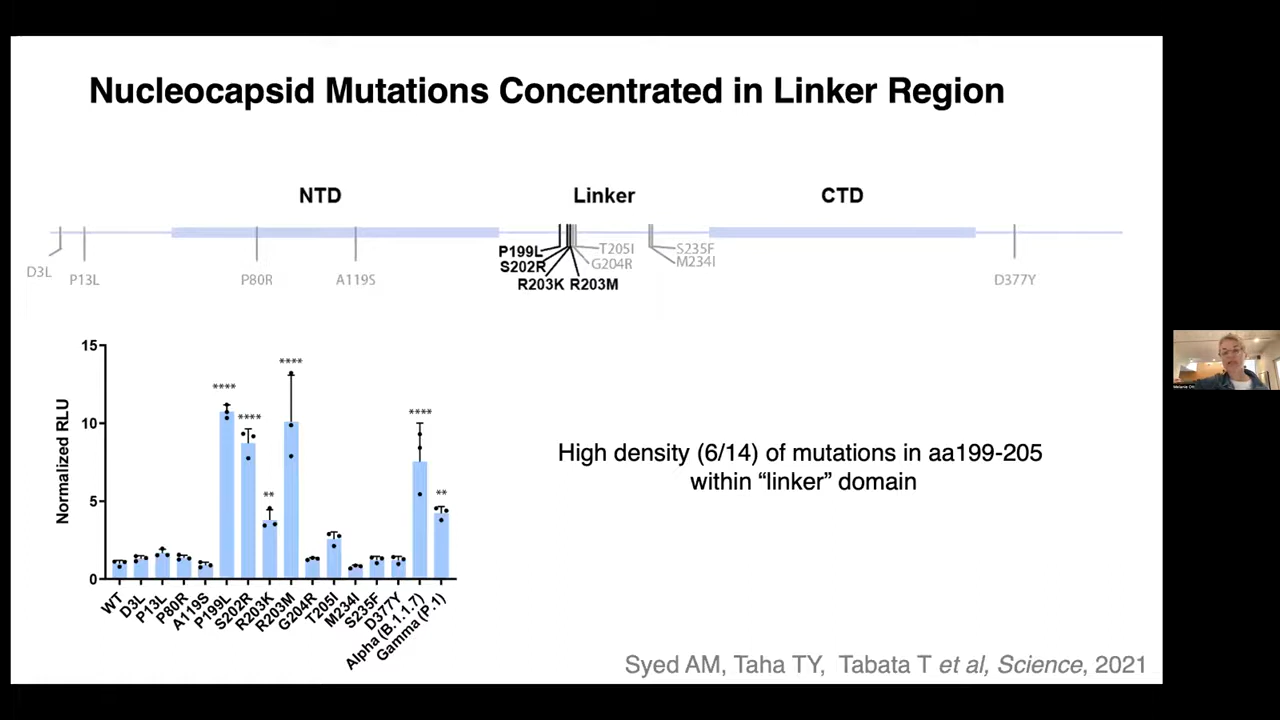 Nucleocapsid Mutations Concentrated in Linker Region
NTD
Linker
CTD
D3L
P13L
P80R
A119S
P199L
S202R
R203K
R203M
T205I
G204R
S235F
M234I
D377Y
Normalized RLU
15
10
5
0
****
****
**
****
****
**
WT
D3L
P13L
P80R
A119S
P199L
S202R
R203K
R203M
G204R
T205I
M234I
S235F
D377Y
Alpha (B.1.1.7)
Gamma (P.1)
High density (6/14) of mutations in aa199-205
within “linker” domain
Syed AM, Taha TY, Tabata T et al, Science, 2021
Melanie Ott